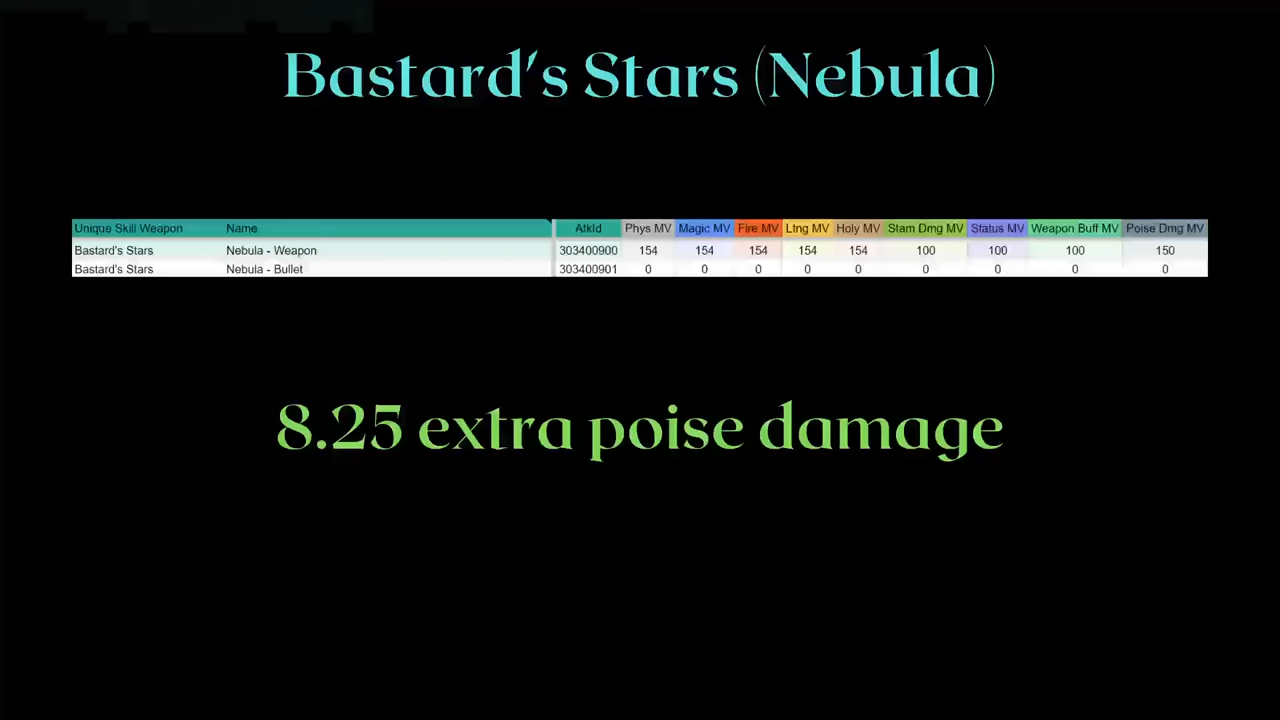 Bastard's Stars (Nebula)
Unique Skill Weapon Name AtkId Phys MV Magic MV Fire MV Ltng MV Holy MV Stam Dmg MV Status MV Weapon Buff MV Poise Dmg MV
Bastard's Stars Nebula - Weapon 303400900 154 154 154 154 154 100 100 100 150
Bastard's Stars Nebula - Bullet 303400901 0 0 0 0 0 0 0 0 0
8.25 extra poise damage